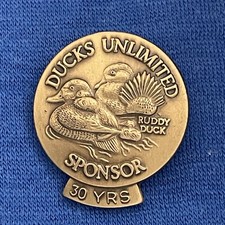 DUCKS UNLIMITED
RUDDY
DUCK
SPONSOR
30 YRS